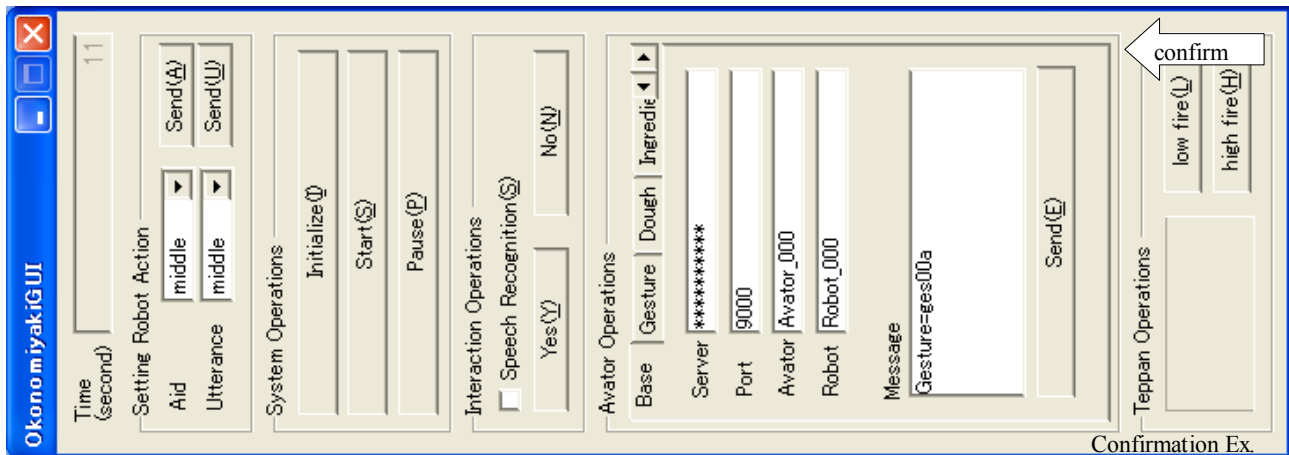 OkonomiyakiGUI
Time
(second)
11
Setting Robot Action
Aid middle Send(A)
Utterance middle Send(U)
System Operations
Initialize(I)
Start(S)
Pause(P)
Interaction Operations
Speech Recognition(S)
Yes(Y) No(N)
Avator Operations
Base Gesture Dough Ingredie
Server **********
Port 9000
Avator Avator_000
Robot Robot_000
Message
Gesture=ges00a
Send(E)
Teppan Operations
low fire(L)
high fire(H)
confirm
Confirmation Ex.